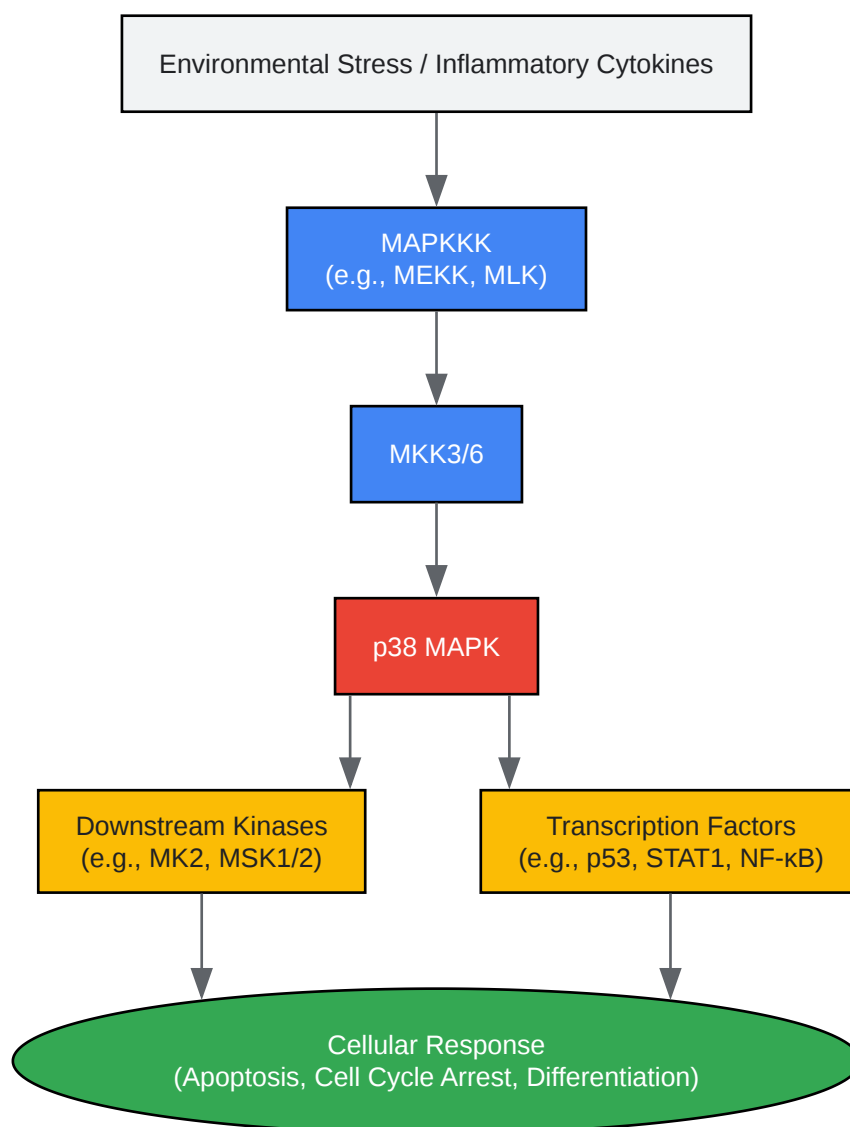 Environmental Stress / Inflammatory Cytokines
MAPKKK
(e.g., MEKK, MLK)
MKK3/6
p38 MAPK
Downstream Kinases
(e.g., MK2, MSK1/2)
Transcription Factors
(e.g., p53, STAT1, NF-κB)
Cellular Response
(Apoptosis, Cell Cycle Arrest, Differentiation)